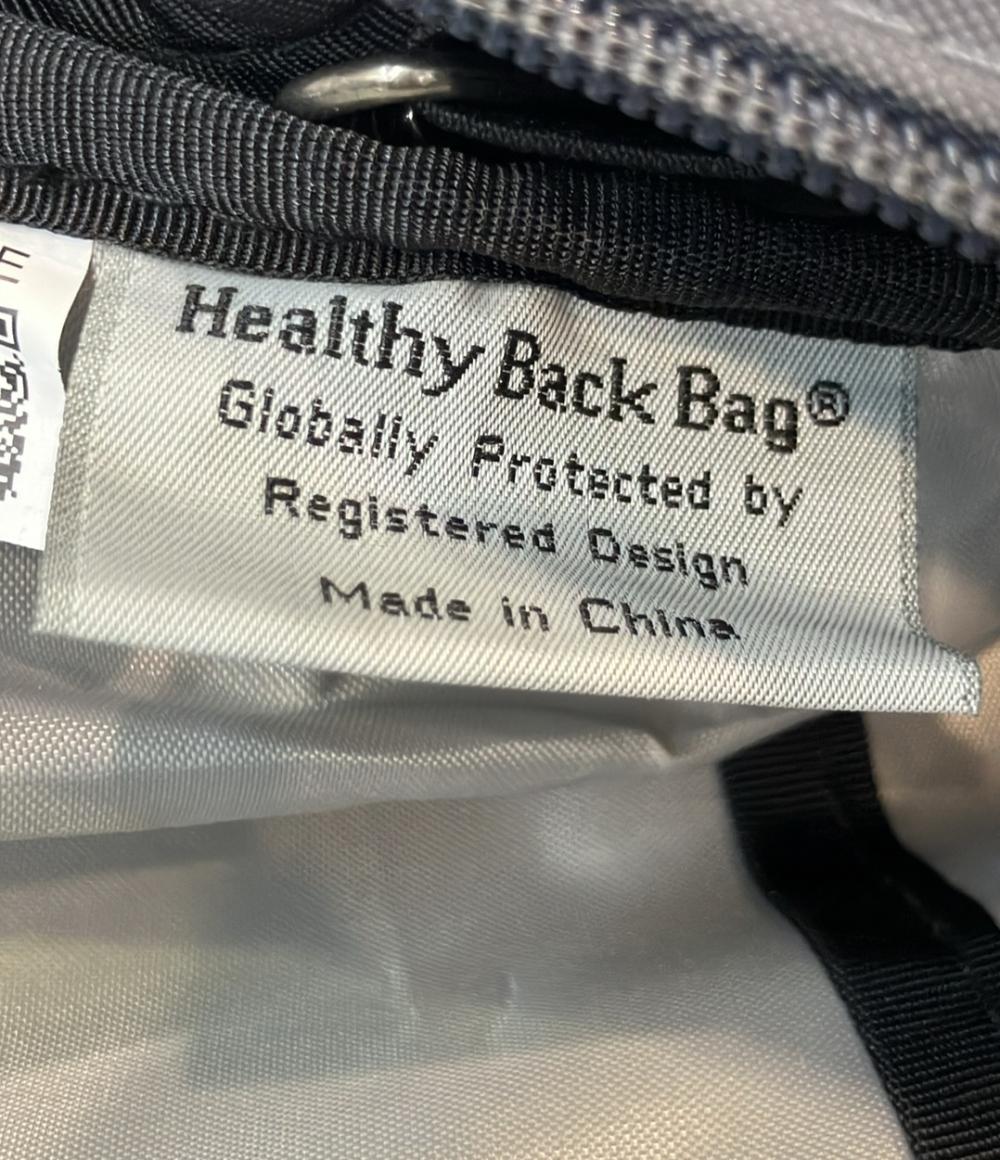 Healthy Back Bag®
Globally Protected by
Registered Design
Made in China